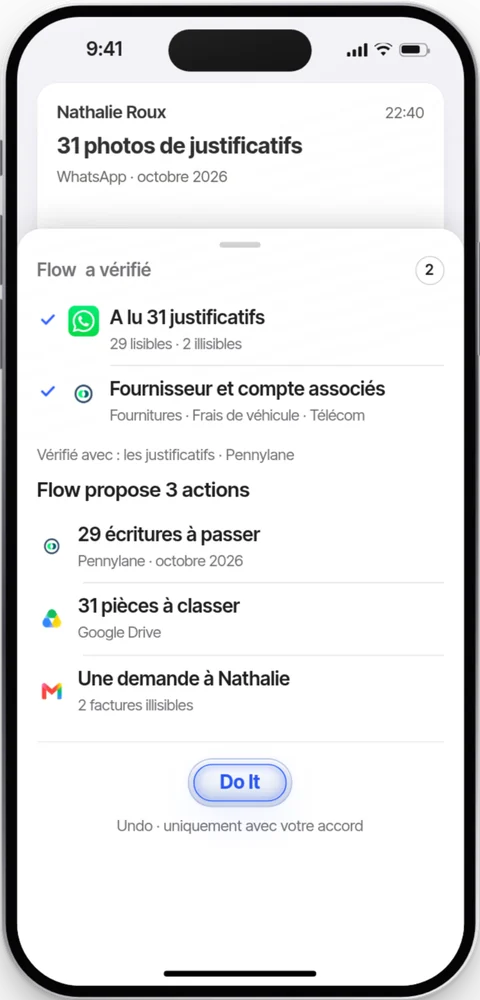 9:41
Nathalie Roux 22:40
31 photos de justificatifs
WhatsApp · octobre 2026
Flow a vérifié 2
A lu 31 justificatifs
29 lisibles · 2 illisibles
Fournisseur et compte associés
Fournitures · Frais de véhicule · Télécom
Vérifié avec : les justificatifs · Pennylane
Flow propose 3 actions
29 écritures à passer
Pennylane · octobre 2026
31 pièces à classer
Google Drive
Une demande à Nathalie
2 factures illisibles
Do It
Undo · uniquement avec votre accord